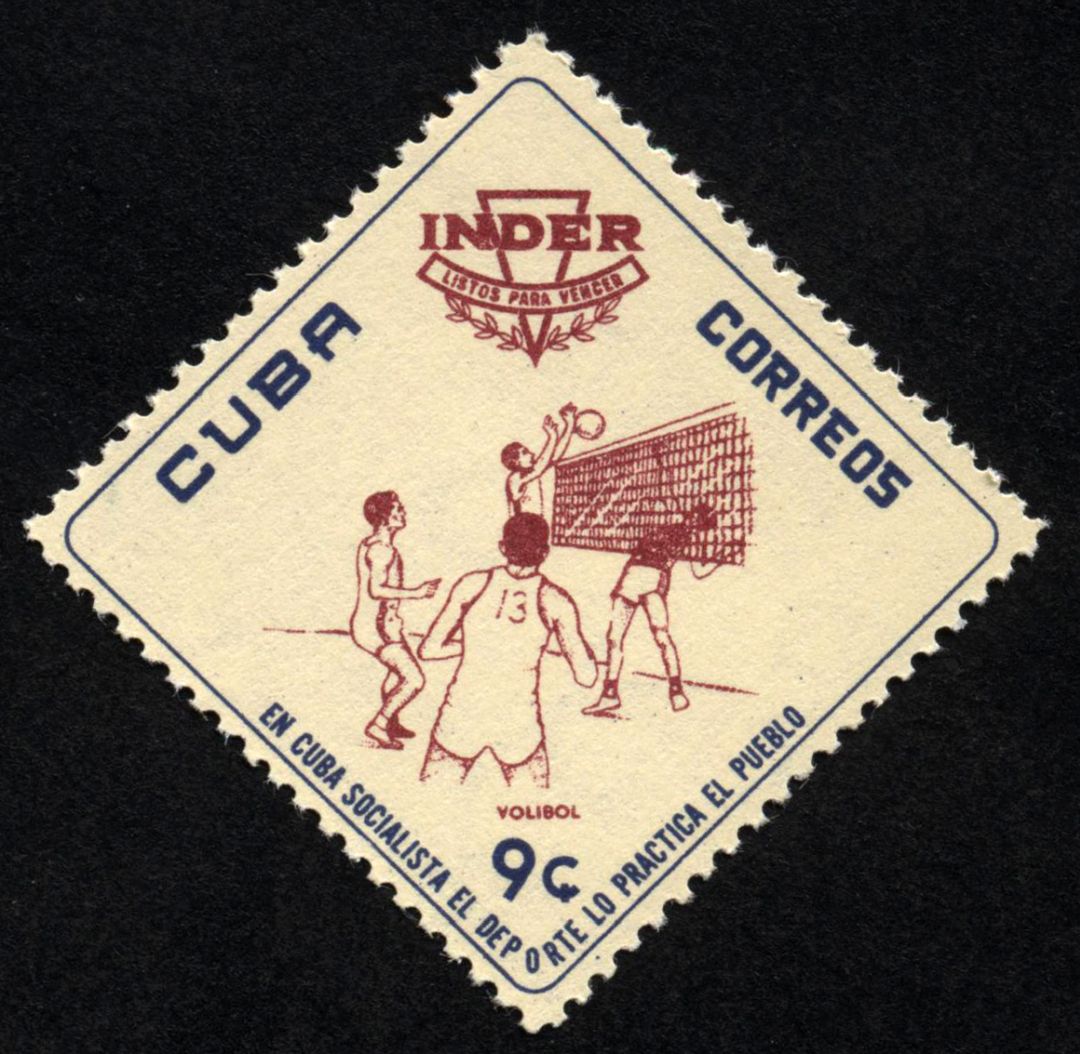 INDER
LISTOS PARA VENCER
CUBA
CORREOS
13
VOLIBOL
9¢
EN CUBA SOCIALISTA EL DEPORTE LO PRACTICA EL PUEBLO